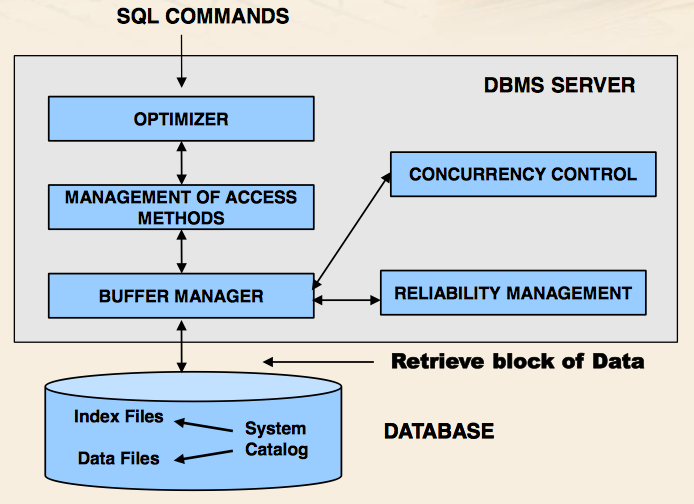 SQL COMMANDS
DBMS SERVER
OPTIMIZER
CONCURRENCY CONTROL
MANAGEMENT OF ACCESS
METHODS
BUFFER MANAGER
RELIABILITY MANAGEMENT
Retrieve block of Data
Index Files
System
Catalog
Data Files
DATABASE